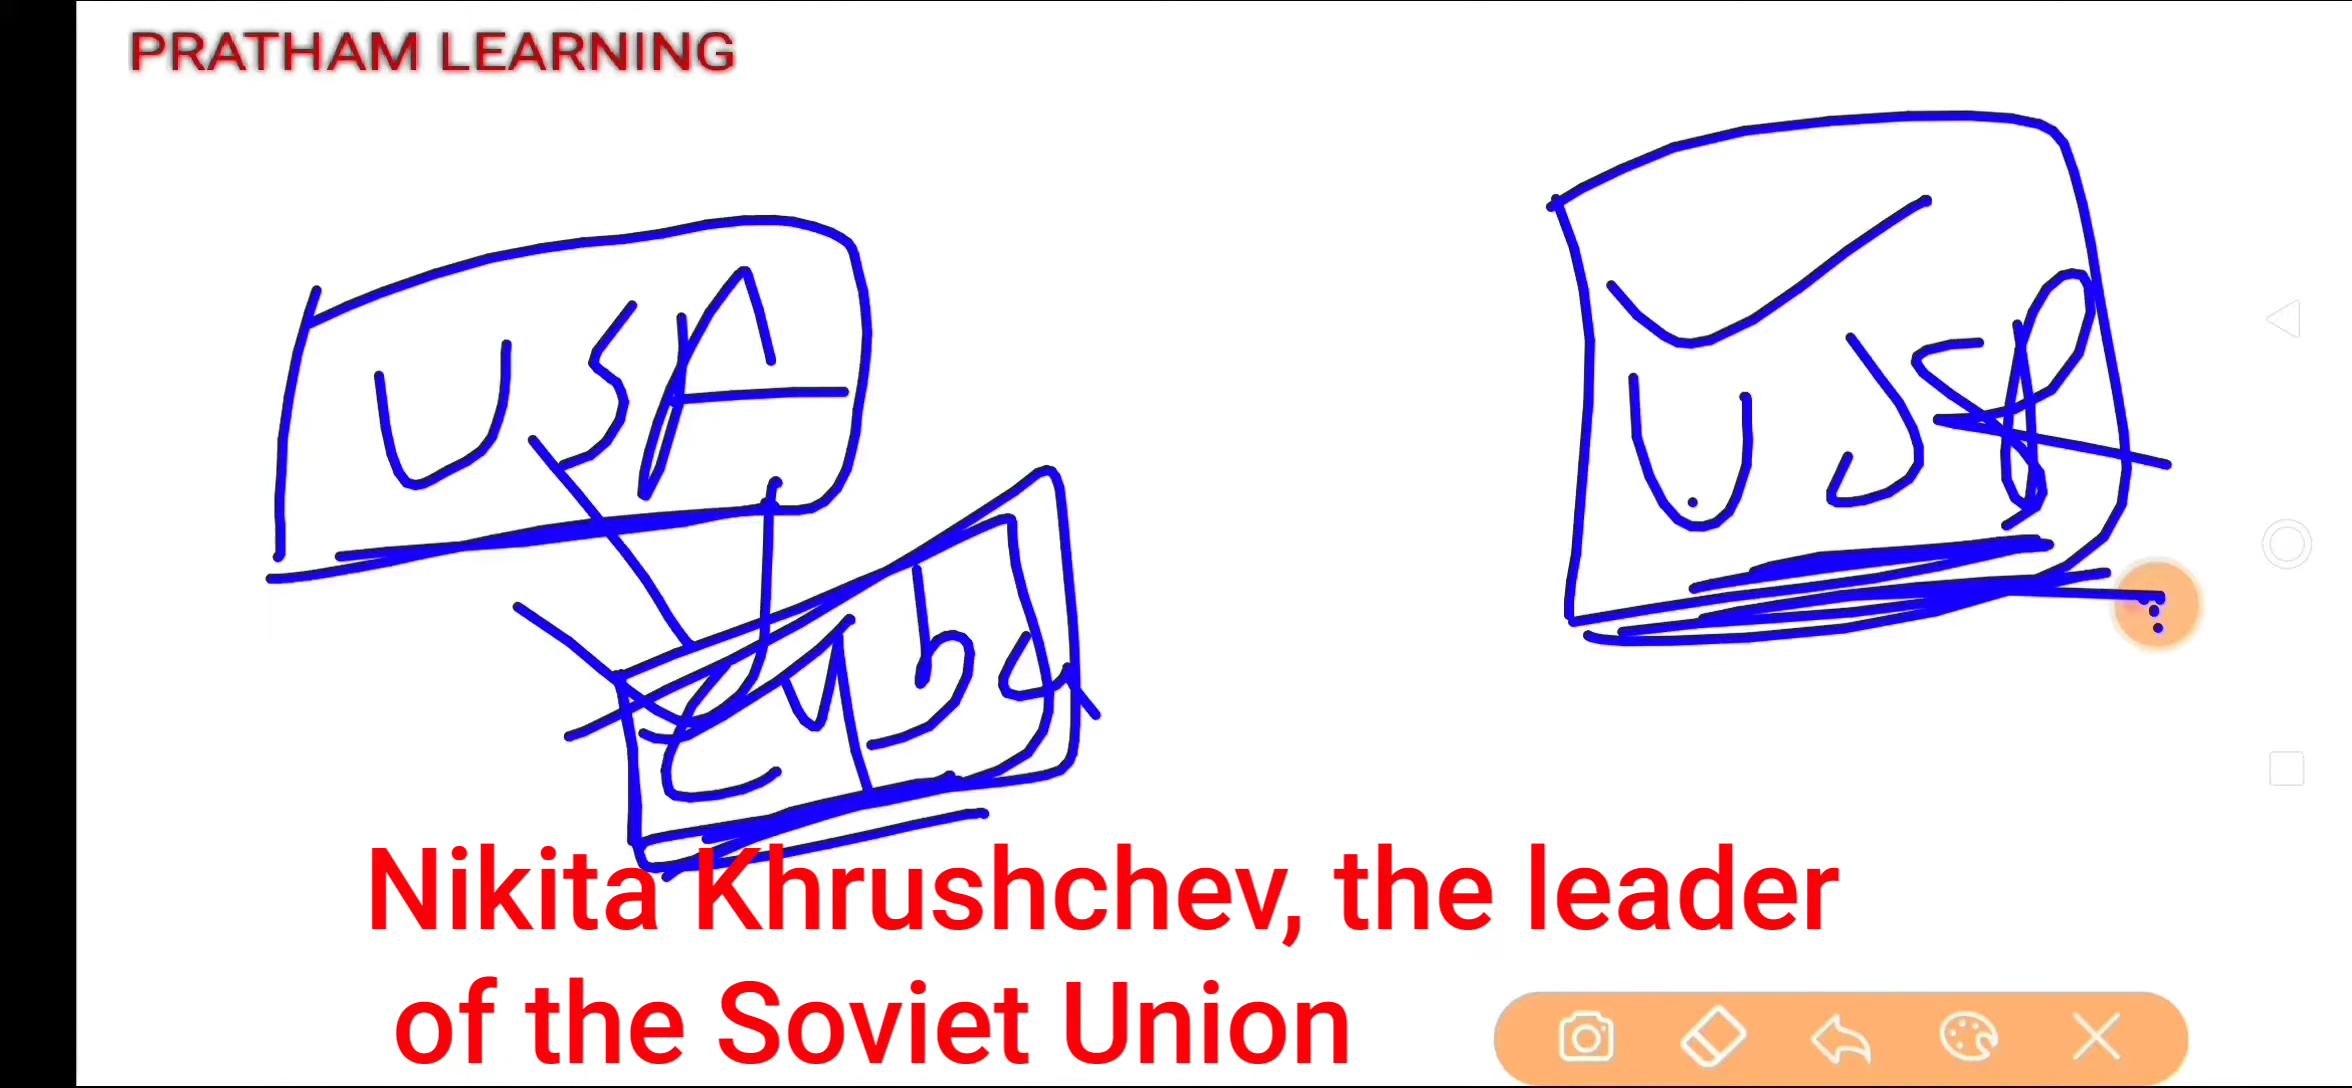 PRATHAM LEARNING
USA
USSR
Cuba
Nikita Khrushchev, the leader
of the Soviet Union